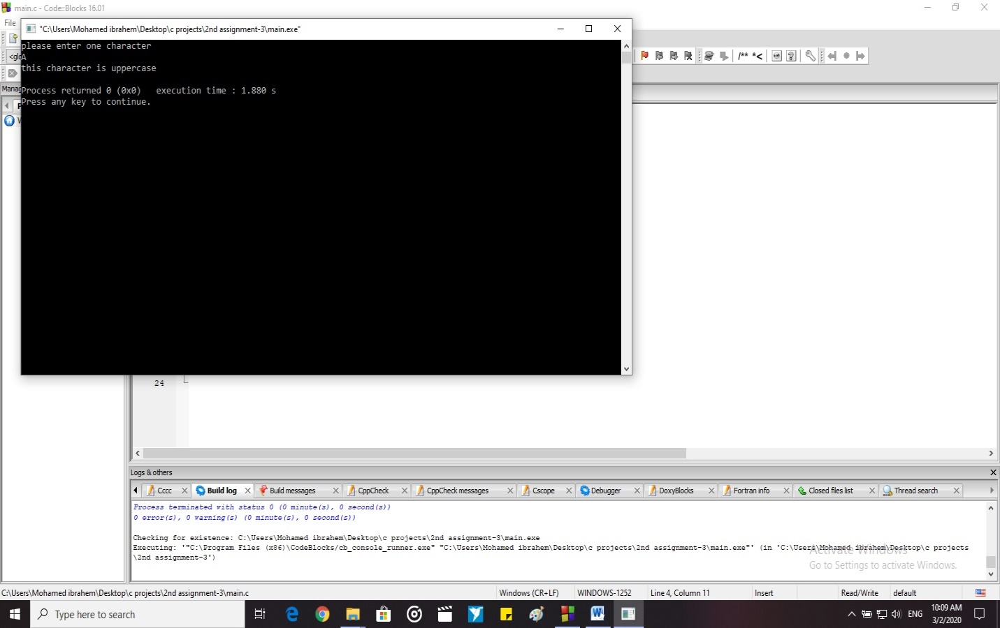 main.c - Code::Blocks 16.01
File
"C:\Users\Mohamed ibrahem\Desktop\c projects\2nd assignment-3\main.exe"
please enter one character
A
this character is uppercase
Process returned 0 (0x0)   execution time : 1.880 s
Press any key to continue.
<glo
/** *<
Manag
24
Logs & others
Cccc
Build log
Build messages
CppCheck
CppCheck messages
Cscope
Debugger
DoxyBlocks
Fortran info
Closed files list
Thread search
Process terminated with status 0 (0 minute(s), 0 second(s))
0 error(s), 0 warning(s) (0 minute(s), 0 second(s))
Checking for existence: C:\Users\Mohamed ibrahem\Desktop\c projects\2nd assignment-3\main.exe
Executing: '"C:\Program Files (x86)\CodeBlocks/cb_console_runner.exe" "C:\Users\Mohamed ibrahem\Desktop\c projects\2nd assignment-3\main.exe"' (in 'C:\Users\Mohamed ibrahem\Desktop\c projects
\2nd assignment-3')
Activate Windows
Go to Settings to activate Windows.
C:\Users\Mohamed ibrahem\Desktop\c projects\2nd assignment-3\main.c
Windows (CR+LF)
WINDOWS-1252
Line 4, Column 11
Insert
Read/Write
default
Type here to search
ENG
10:09 AM
3/2/2020